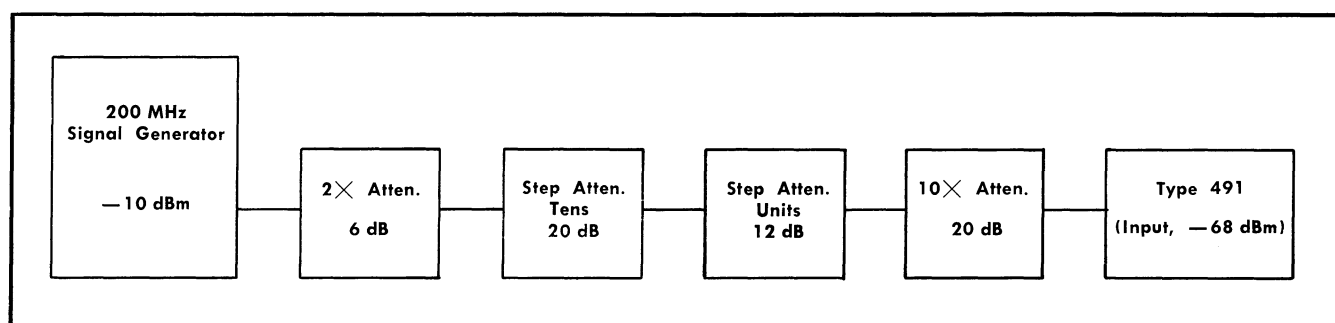 200 MHz
Signal Generator
—10 dBm
2× Atten.
6 dB
Step Atten.
Tens
20 dB
Step Atten.
Units
12 dB
10× Atten.
20 dB
Type 491
(Input, —68 dBm)